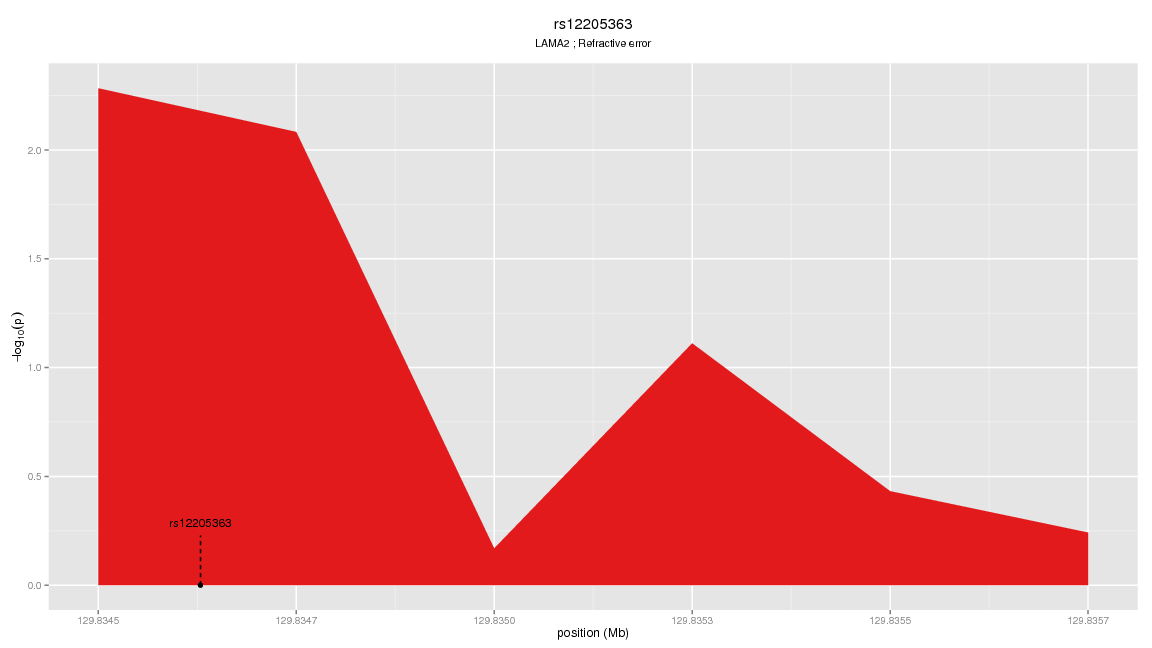 rs12205363
LAMA2 ; Refractive error
2.0
1.5
1.0
0.5
0.0
−log10(p)
rs12205363
129.8345 129.8347 129.8350 129.8353 129.8355 129.8357
position (Mb)